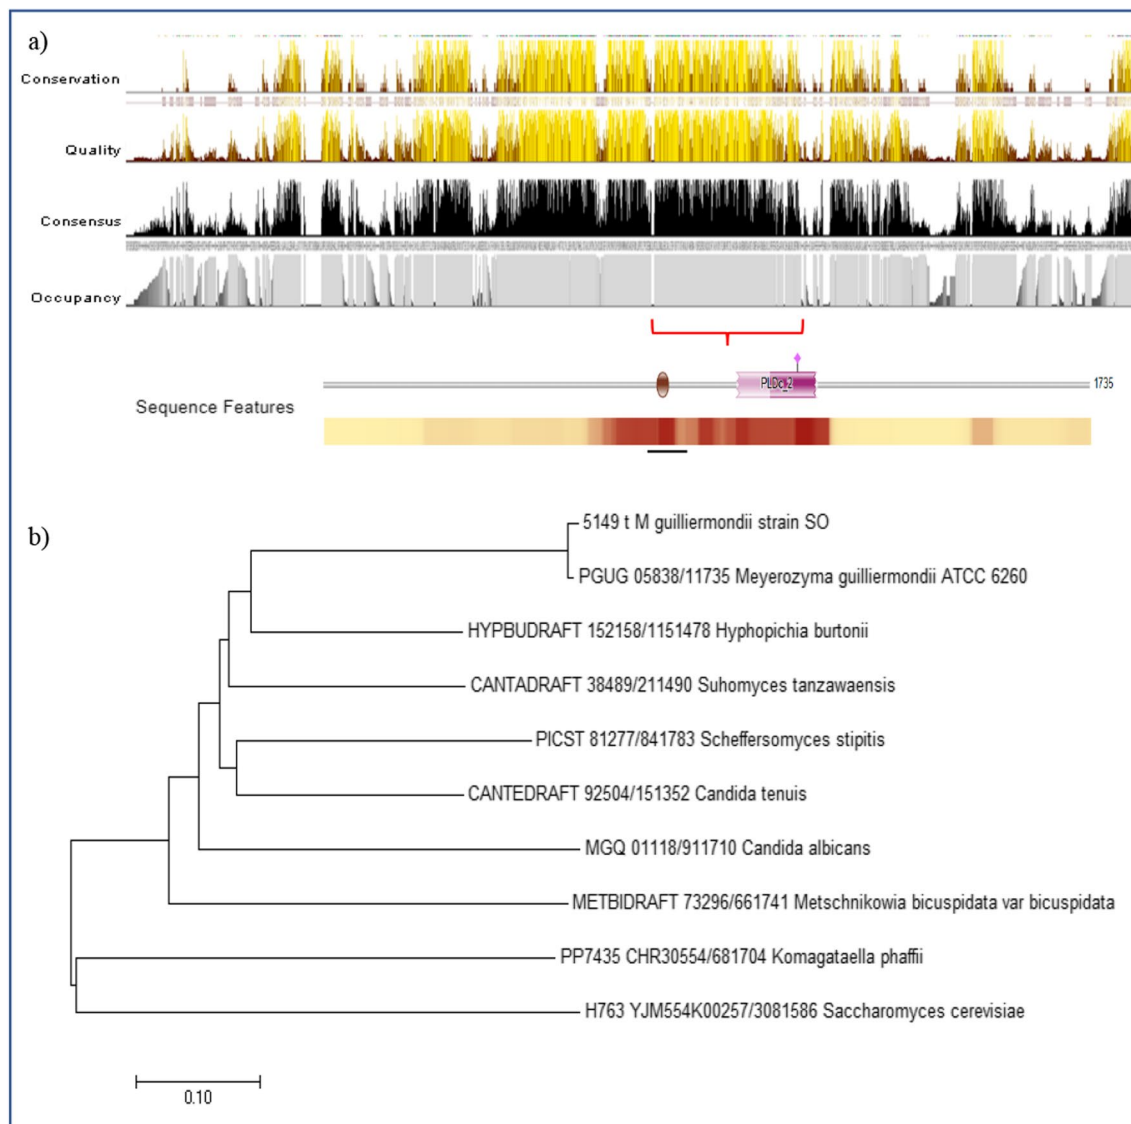 a)
Conservation
Quality
Consensus
Occupancy
PLDc_2
1735
Sequence Features
b)
5149 t M guilliermondii strain SO
PGUG 05838/11735 Meyerozyma guilliermondii ATCC 6260
HYPBUDRAFT 152158/1151478 Hyphopichia burtonii
CANTADRAFT 38489/211490 Suhomyces tanzawaensis
PICST 81277/841783 Scheffersomyces stipitis
CANTEDRAFT 92504/151352 Candida tenuis
MGQ 01118/911710 Candida albicans
METBIDRAFT 73296/661741 Metschnikowia bicuspidata var bicuspidata
PP7435 CHR30554/681704 Komagataella phaffii
H763 YJM554K00257/3081586 Saccharomyces cerevisiae
0.10